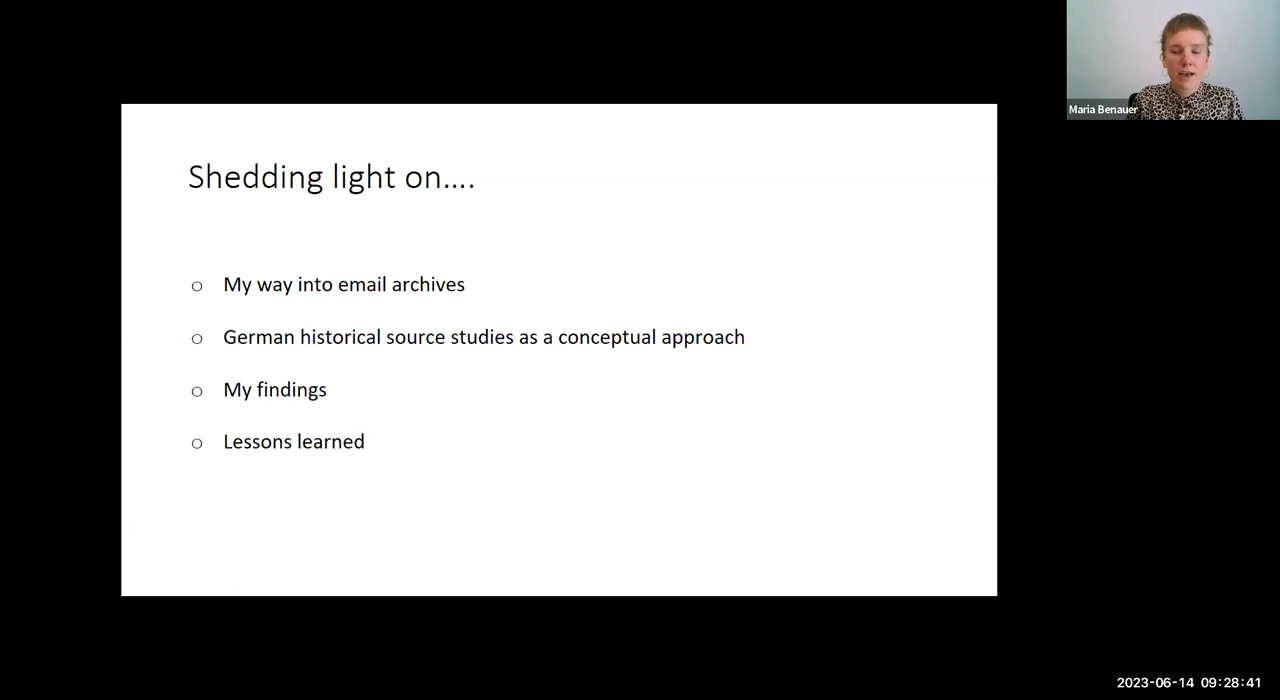 Maria Benauer
Shedding light on....
o My way into email archives
o German historical source studies as a conceptual approach
o My findings
o Lessons learned
2023-06-14 09:28:41